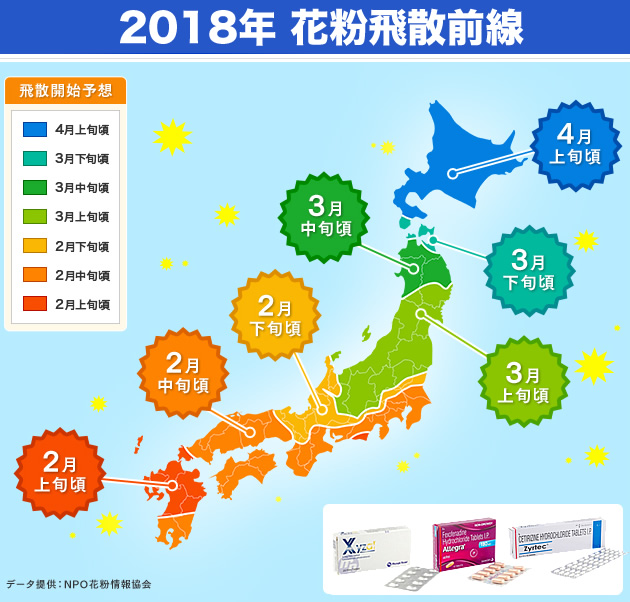 2018年 花粉飛散前線
飛散開始予想
4月上旬頃
3月下旬頃
3月中旬頃
3月上旬頃
2月下旬頃
2月中旬頃
2月上旬頃
4月
上旬頃
3月
中旬頃
3月
下旬頃
2月
下旬頃
2月
中旬頃
3月
上旬頃
2月
上旬頃
Xyzal
Fexofenadine
Hydrochloride Tablets I.P.
Allegra
CETIRIZINE HYDROCHLORIDE TABLETS I.P.
Zyrtec
データ提供：NPO花粉情報協会